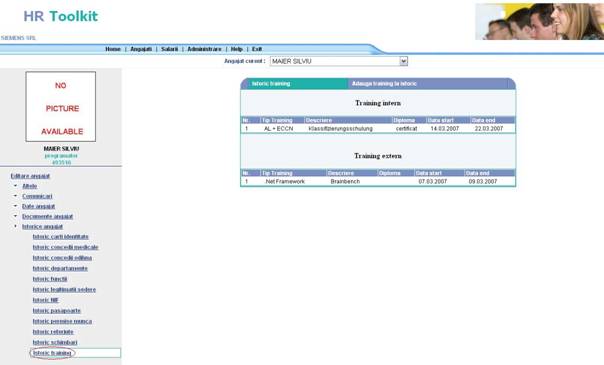 HR Toolkit
SIEMENS SRL
Home | Angajati | Salarii | Administrare | Help | Exit
Angajat curent : MAIER SILVIU
NO
PICTURE
AVAILABLE
MAIER SILVIU
programator
Editare angajat
Altele
Comunicari
Date angajat
Documente angajat
Istorice angajat
Istoric carti identitate
Istoric concedii medicale
Istoric concedii odihna
Istoric departamente
Istoric functii
Istoric legitimatii sedere
Istoric NIF
Istoric pasapoarte
Istoric permise munca
Istoric referinte
Istoric schimbari
Istoric training
Istoric training Adauga training la istoric
Training intern
Nr. Tip Training Descriere Diploma Data start Data end
1 AL + ECCN Klassifizierungsschulung certificat 14.03.2007 22.03.2007
Training extern
Nr. Tip Training Descriere Diploma Data start Data end
1 .Net Framework Brainbench 07.03.2007 09.03.2007